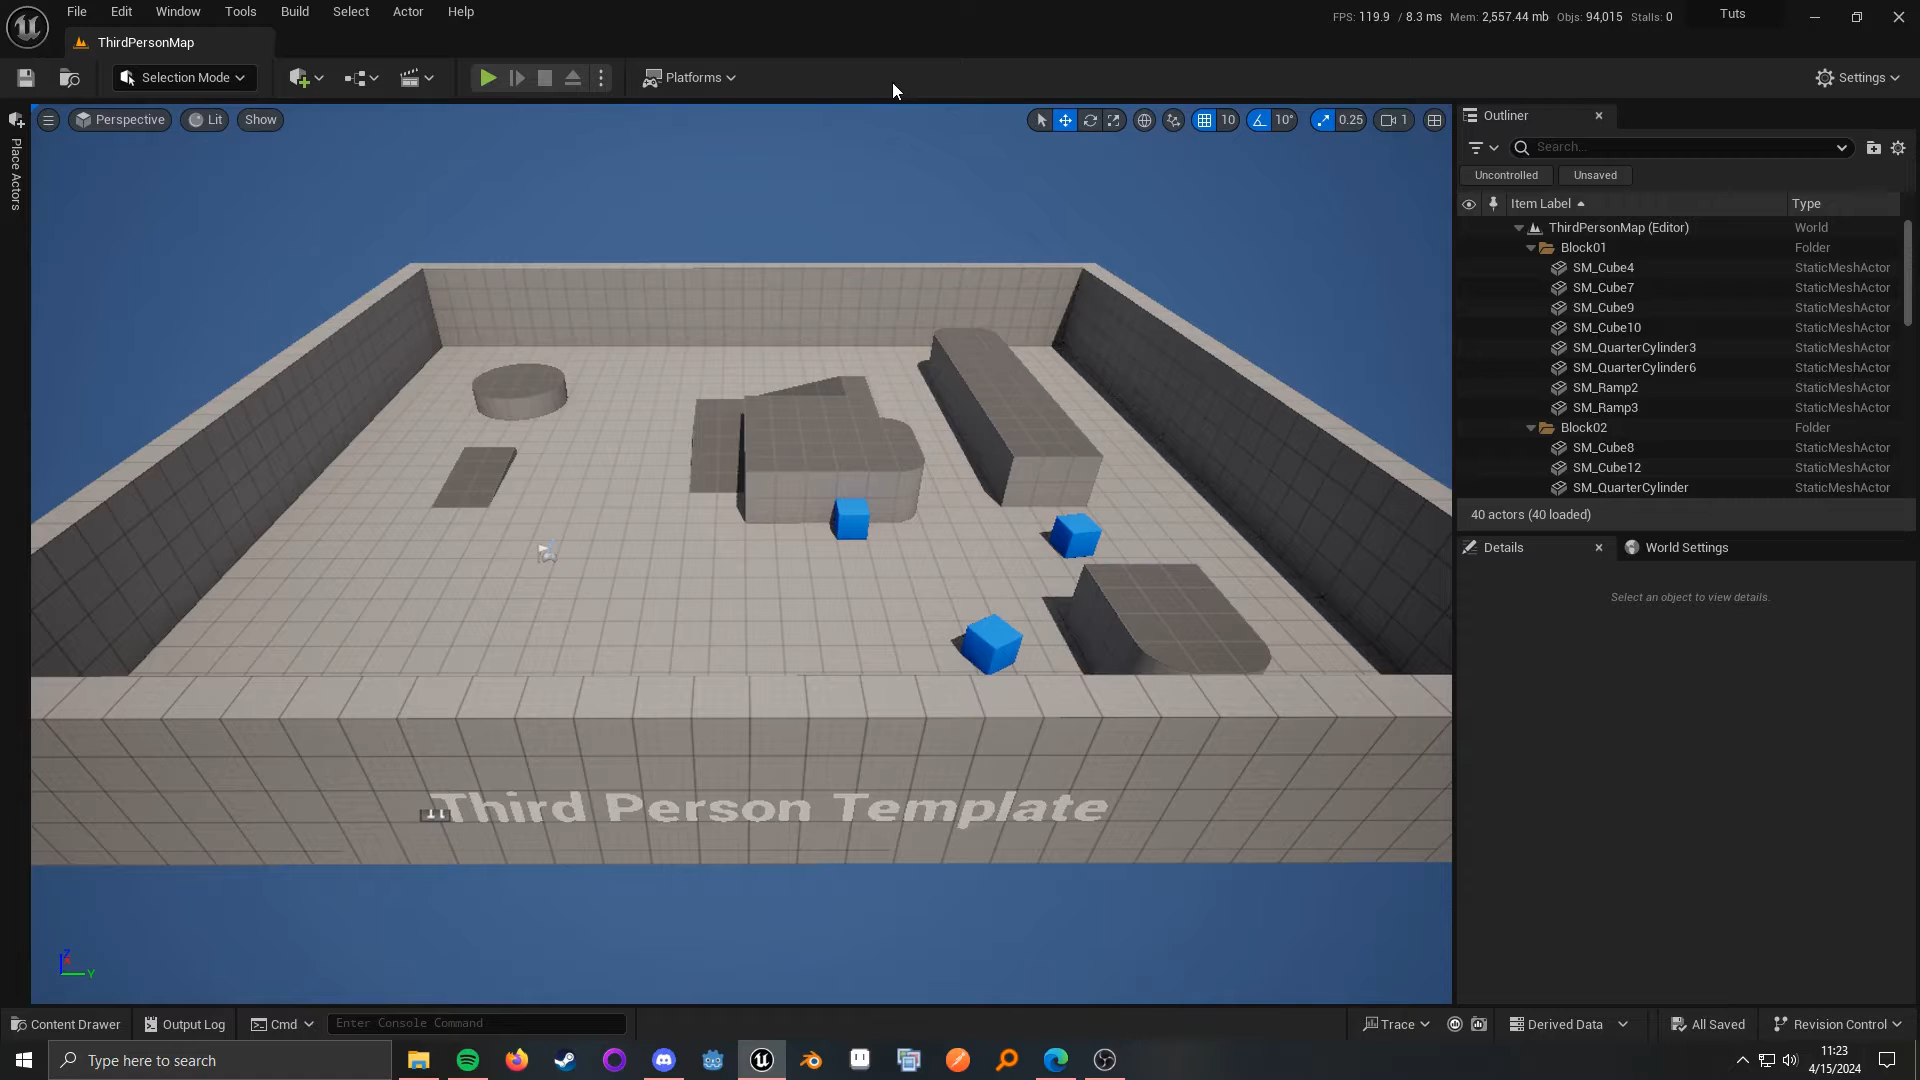 File Edit Window Tools Build Select Actor Help
FPS: 119.9 / 8.3 ms Mem: 2,557.44 mb Objs: 94,015 Stalls: 0
Tuts
ThirdPersonMap
Selection Mode
Platforms
Settings
Place Actors
Perspective Lit Show
10 10° 0.25 1
Outliner
Search...
Uncontrolled Unsaved
Item Label Type
ThirdPersonMap (Editor) World
Block01 Folder
SM_Cube4 StaticMeshActor
SM_Cube7 StaticMeshActor
SM_Cube9 StaticMeshActor
SM_Cube10 StaticMeshActor
SM_QuarterCylinder3 StaticMeshActor
SM_QuarterCylinder6 StaticMeshActor
SM_Ramp2 StaticMeshActor
SM_Ramp3 StaticMeshActor
Block02 Folder
SM_Cube8 StaticMeshActor
SM_Cube12 StaticMeshActor
SM_QuarterCylinder StaticMeshActor
40 actors (40 loaded)
Details World Settings
Select an object to view details.
Third Person Template
Z
Y
Content Drawer Output Log Cmd Enter Console Command
Trace Derived Data All Saved Revision Control
Type here to search
11:23
4/15/2024